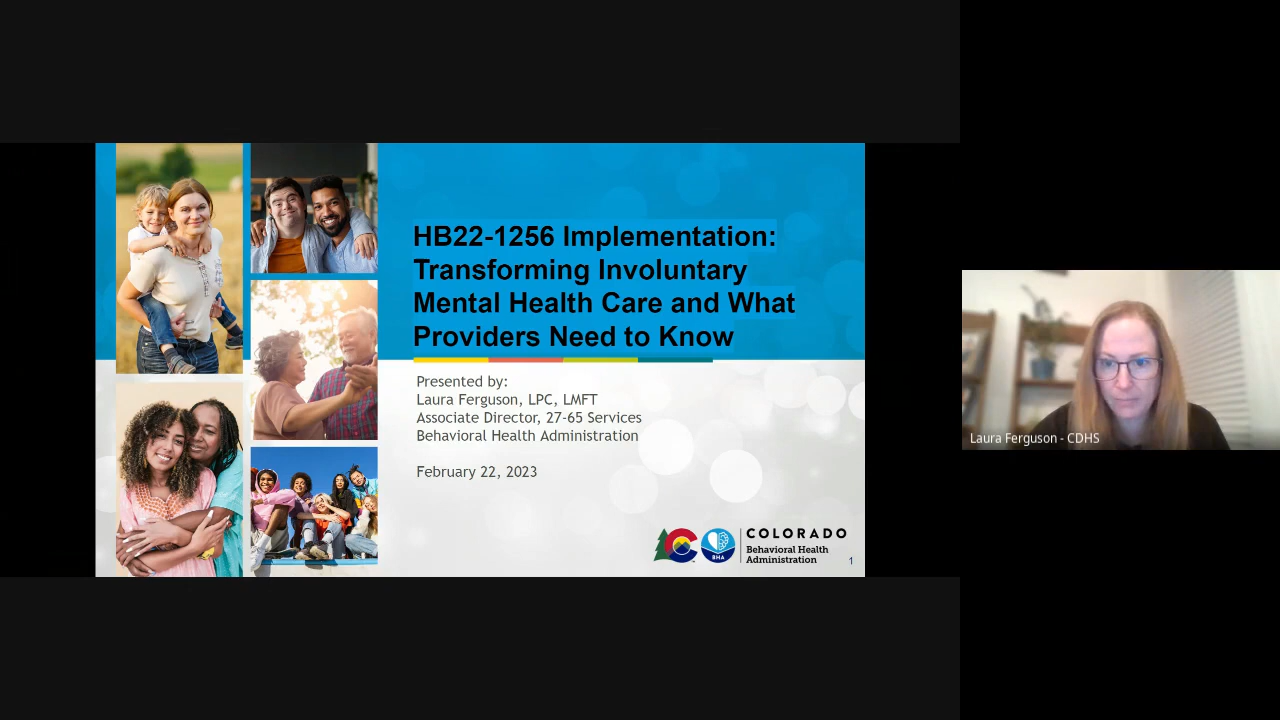 HB22-1256 Implementation:
Transforming Involuntary
Mental Health Care and What
Providers Need to Know
Presented by:
Laura Ferguson, LPC, LMFT
Associate Director, 27-65 Services
Behavioral Health Administration
February 22, 2023
BHA
COLORADO
Behavioral Health
Administration
1
Laura Ferguson - CDHS